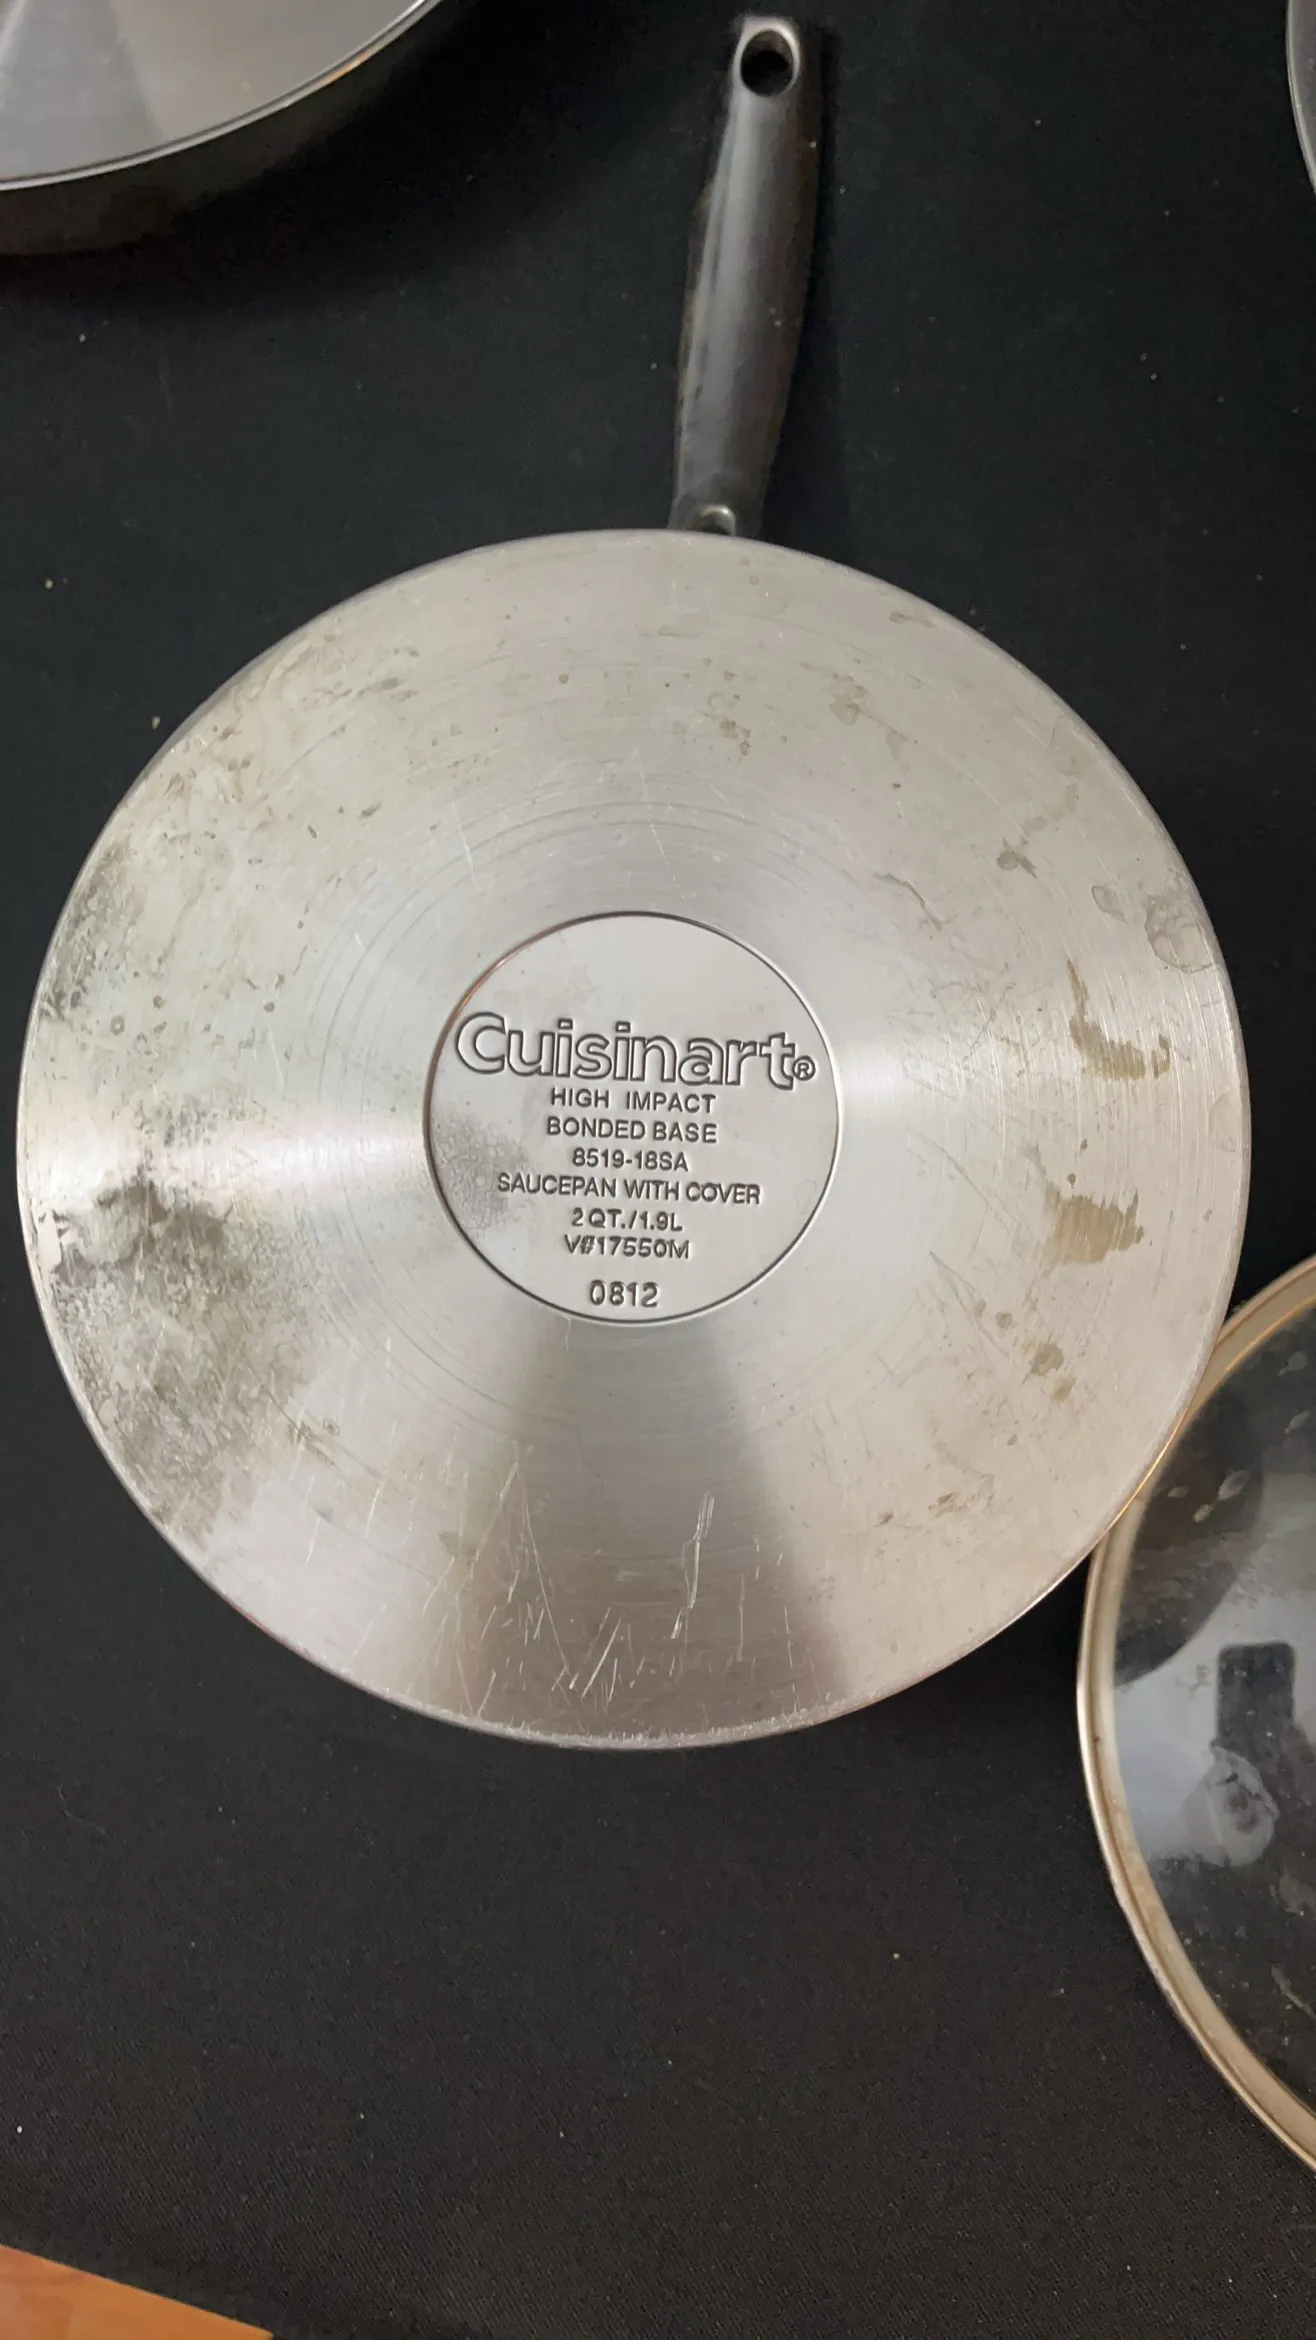 Cuisinart®
HIGH IMPACT
BONDED BASE
8519-18SA
SAUCEPAN WITH COVER
2 QT./1.9L
V#17550M
0812